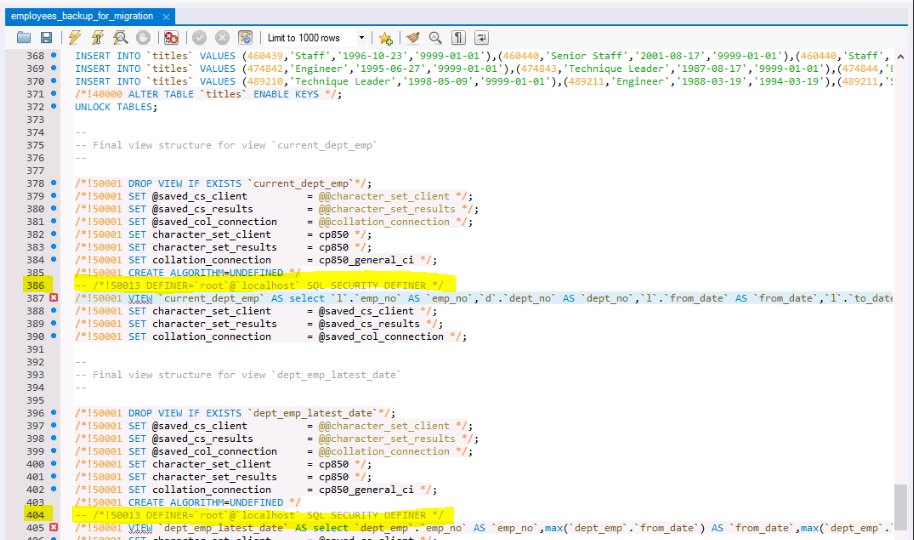 employees_backup_for_migration ×
Limit to 1000 rows
368 INSERT INTO `titles` VALUES (460439,'Staff','1996-10-23','9999-01-01'),(460440,'Senior Staff','2001-08-17','9999-01-01'),(460440,'Staff',
369 INSERT INTO `titles` VALUES (474842,'Engineer','1995-06-27','9999-01-01'),(474843,'Technique Leader','1987-08-17','9999-01-01'),(474844,'
370 INSERT INTO `titles` VALUES (489210,'Technique Leader','1998-05-09','9999-01-01'),(489211,'Engineer','1988-03-19','1994-03-19'),(489211,'
371 /*!40000 ALTER TABLE `titles` ENABLE KEYS */;
372 UNLOCK TABLES;
373
374 --
375 -- Final view structure for view `current_dept_emp`
376 --
377
378 /*!50001 DROP VIEW IF EXISTS `current_dept_emp`*/;
379 /*!50001 SET @saved_cs_client = @@character_set_client */;
380 /*!50001 SET @saved_cs_results = @@character_set_results */;
381 /*!50001 SET @saved_col_connection = @@collation_connection */;
382 /*!50001 SET character_set_client = cp850 */;
383 /*!50001 SET character_set_results = cp850 */;
384 /*!50001 SET collation_connection = cp850_general_ci */;
385 /*!50001 CREATE ALGORITHM=UNDEFINED */
386 -- /*!50013 DEFINER=`root`@`localhost` SQL SECURITY DEFINER */
387 /*!50001 VIEW `current_dept_emp` AS select `l`.`emp_no` AS `emp_no`,`d`.`dept_no` AS `dept_no`,`l`.`from_date` AS `from_date`,`l`.`to_date
388 /*!50001 SET character_set_client = @saved_cs_client */;
389 /*!50001 SET character_set_results = @saved_cs_results */;
390 /*!50001 SET collation_connection = @saved_col_connection */;
391
392 --
393 -- Final view structure for view `dept_emp_latest_date`
394 --
395
396 /*!50001 DROP VIEW IF EXISTS `dept_emp_latest_date`*/;
397 /*!50001 SET @saved_cs_client = @@character_set_client */;
398 /*!50001 SET @saved_cs_results = @@character_set_results */;
399 /*!50001 SET @saved_col_connection = @@collation_connection */;
400 /*!50001 SET character_set_client = cp850 */;
401 /*!50001 SET character_set_results = cp850 */;
402 /*!50001 SET collation_connection = cp850_general_ci */;
403 /*!50001 CREATE ALGORITHM=UNDEFINED */
404 -- /*!50013 DEFINER=`root`@`localhost` SQL SECURITY DEFINER */
405 /*!50001 VIEW `dept_emp_latest_date` AS select `dept_emp`.`emp_no` AS `emp_no`,max(`dept_emp`.`from_date`) AS `from_date`,max(`dept_emp`.`
406 /*!50001 SET character_set_client = @saved_cs_client */;